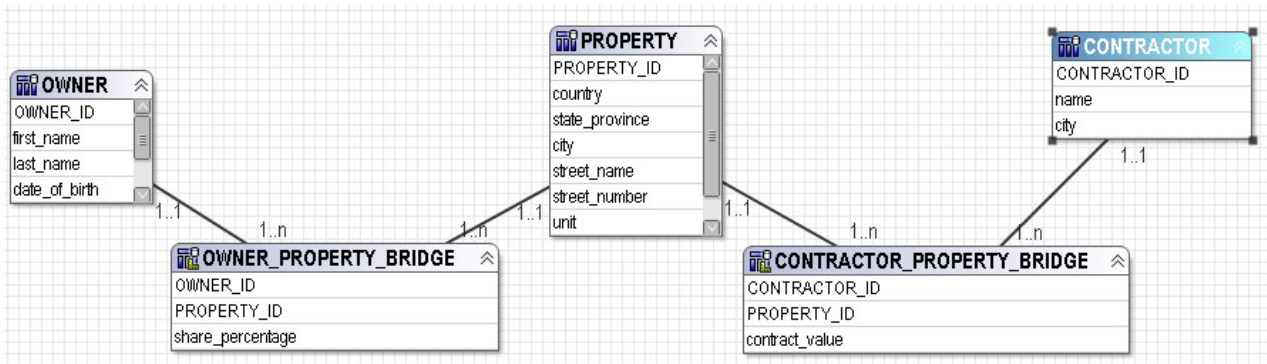 OWNER
OWNER_ID
first_name
last_name
date_of_birth
PROPERTY
PROPERTY_ID
country
state_province
city
street_name
street_number
unit
CONTRACTOR
CONTRACTOR_ID
name
city
1..1
1..n
1..n
1..1
1..1
1..n
1..n
1..1
OWNER_PROPERTY_BRIDGE
OWNER_ID
PROPERTY_ID
share_percentage
CONTRACTOR_PROPERTY_BRIDGE
CONTRACTOR_ID
PROPERTY_ID
contract_value